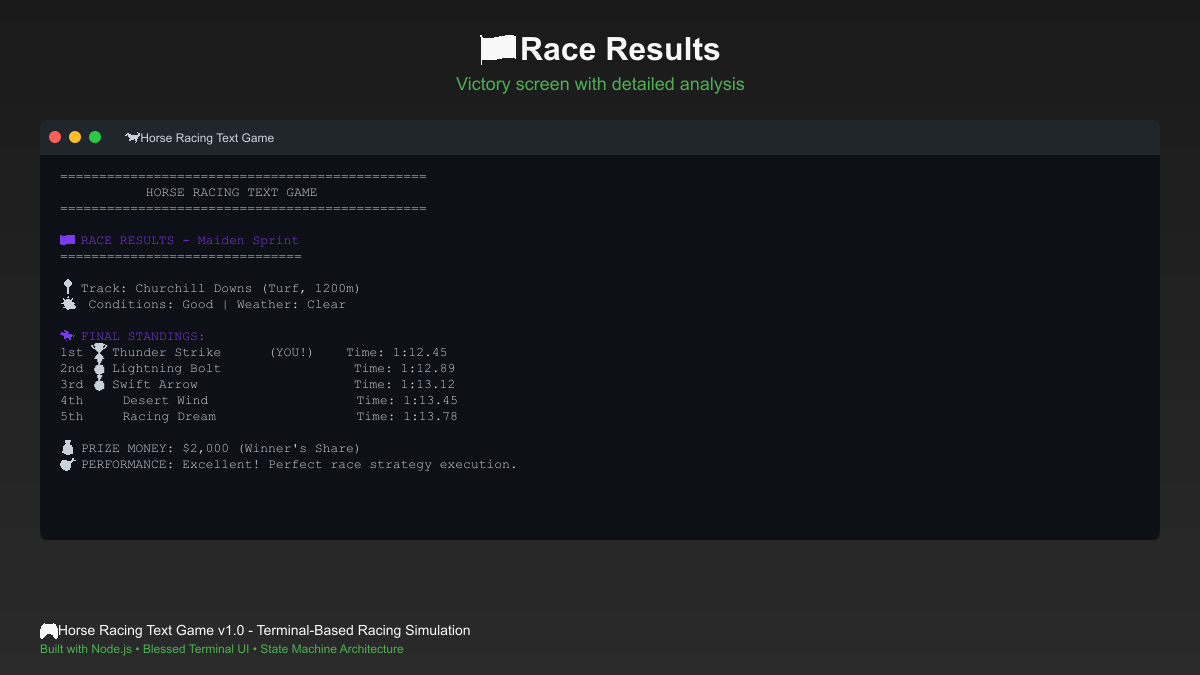 Race Results
Victory screen with detailed analysis
Horse Racing Text Game
===============================================
HORSE RACING TEXT GAME
===============================================
RACE RESULTS - Maiden Sprint
===============================
Track: Churchill Downs (Turf, 1200m)
Conditions: Good | Weather: Clear
FINAL STANDINGS:
1st Thunder Strike (YOU!) Time: 1:12.45
2nd Lightning Bolt Time: 1:12.89
3rd Swift Arrow Time: 1:13.12
4th Desert Wind Time: 1:13.45
5th Racing Dream Time: 1:13.78
PRIZE MONEY: $2,000 (Winner's Share)
PERFORMANCE: Excellent! Perfect race strategy execution.
Horse Racing Text Game v1.0 - Terminal-Based Racing Simulation
Built with Node.js • Blessed Terminal UI • State Machine Architecture